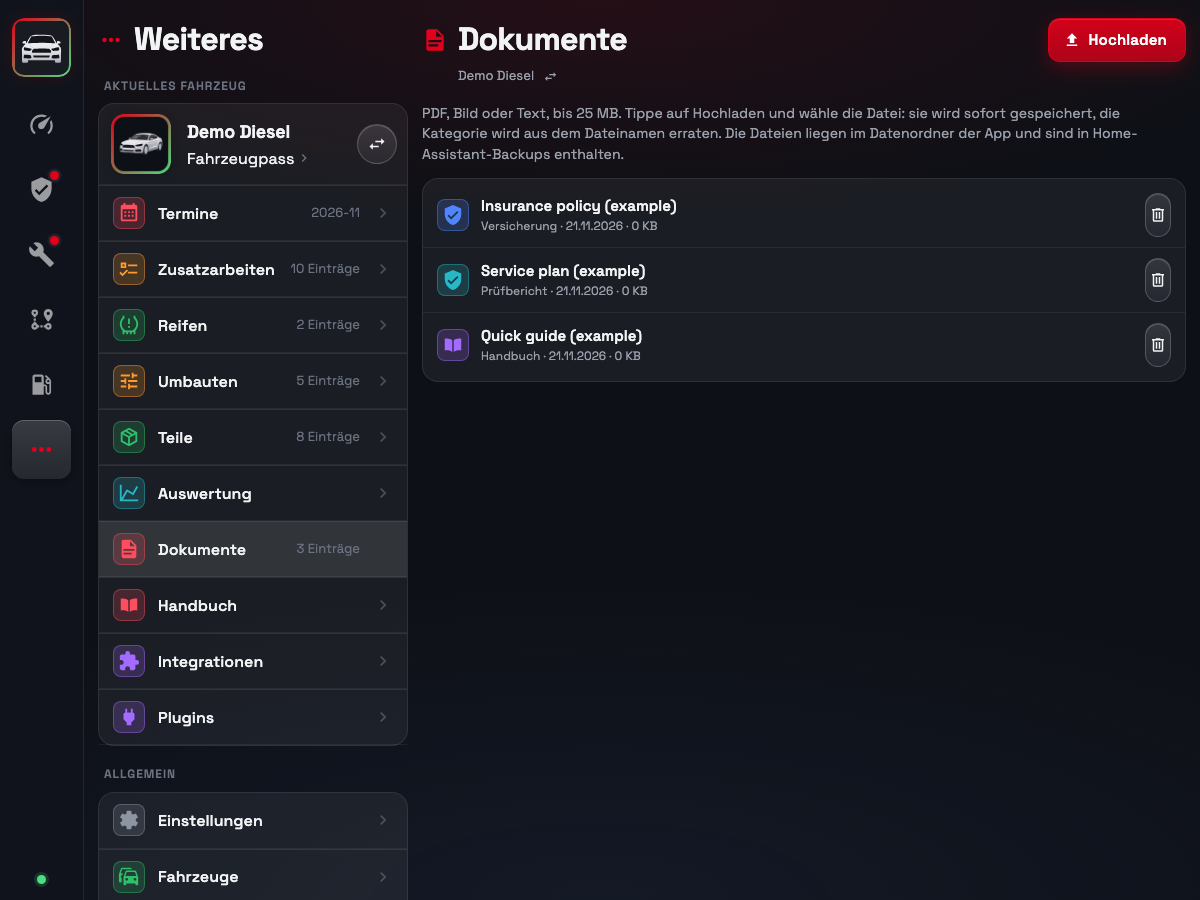 Weiteres
AKTUELLES FAHRZEUG
Demo Diesel
Fahrzeugpass
Termine 2026-11
Zusatzarbeiten 10 Einträge
Reifen 2 Einträge
Umbauten 5 Einträge
Teile 8 Einträge
Auswertung
Dokumente 3 Einträge
Handbuch
Integrationen
Plugins
ALLGEMEIN
Einstellungen
Fahrzeuge
Dokumente
Demo Diesel
Hochladen
PDF, Bild oder Text, bis 25 MB. Tippe auf Hochladen und wähle die Datei: sie wird sofort gespeichert, die
Kategorie wird aus dem Dateinamen erraten. Die Dateien liegen im Datenordner der App und sind in Home-
Assistant-Backups enthalten.
Insurance policy (example)
Versicherung · 21.11.2026 · 0 KB
Service plan (example)
Prüfbericht · 21.11.2026 · 0 KB
Quick guide (example)
Handbuch · 21.11.2026 · 0 KB